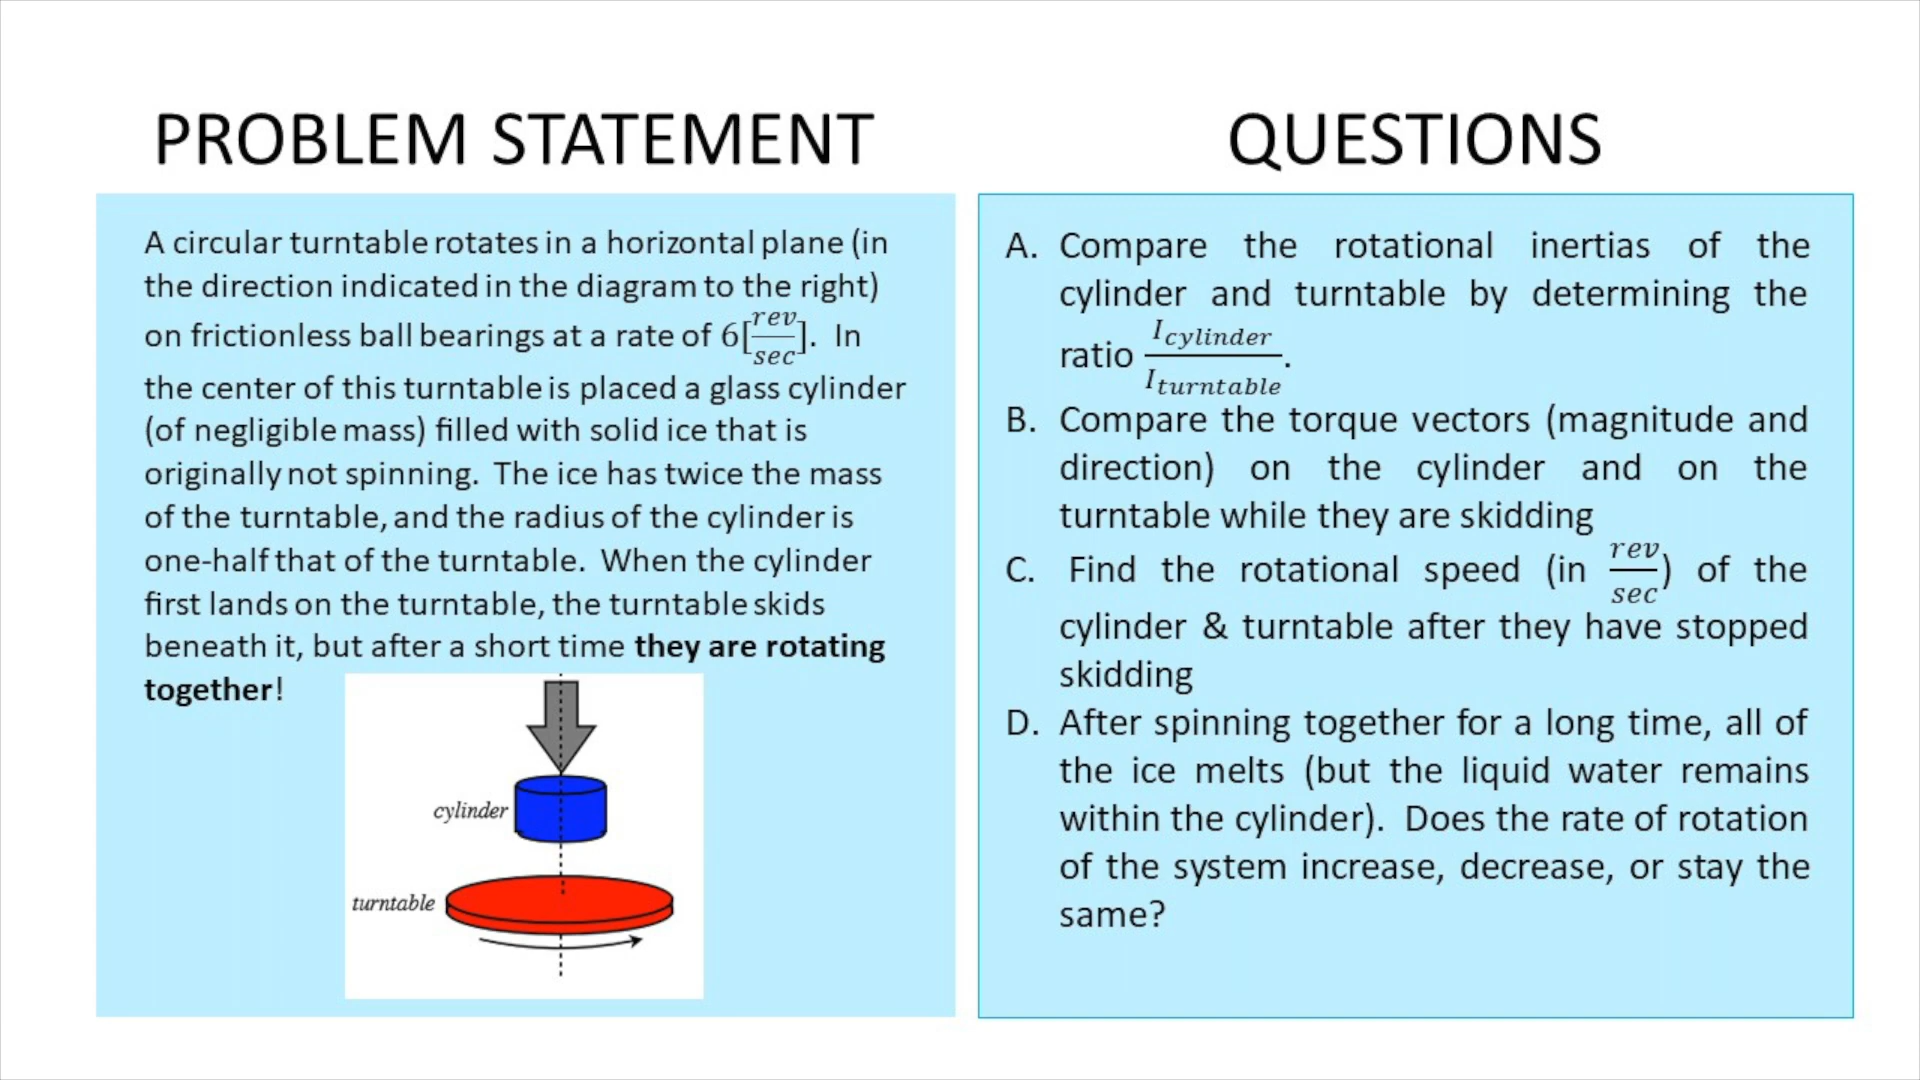 PROBLEM STATEMENT
A circular turntable rotates in a horizontal plane (in
the direction indicated in the diagram to the right)
on frictionless ball bearings at a rate of 6[rev/sec]. In
the center of this turntable is placed a glass cylinder
(of negligible mass) filled with solid ice that is
originally not spinning. The ice has twice the mass
of the turntable, and the radius of the cylinder is
one-half that of the turntable. When the cylinder
first lands on the turntable, the turntable skids
beneath it, but after a short time they are rotating
together!
cylinder
turntable
QUESTIONS
A. Compare the rotational inertias of the
cylinder and turntable by determining the
ratio I_cylinder/I_turntable.
B. Compare the torque vectors (magnitude and
direction) on the cylinder and on the
turntable while they are skidding
C. Find the rotational speed (in rev/sec) of the
cylinder & turntable after they have stopped
skidding
D. After spinning together for a long time, all of
the ice melts (but the liquid water remains
within the cylinder). Does the rate of rotation
of the system increase, decrease, or stay the
same?